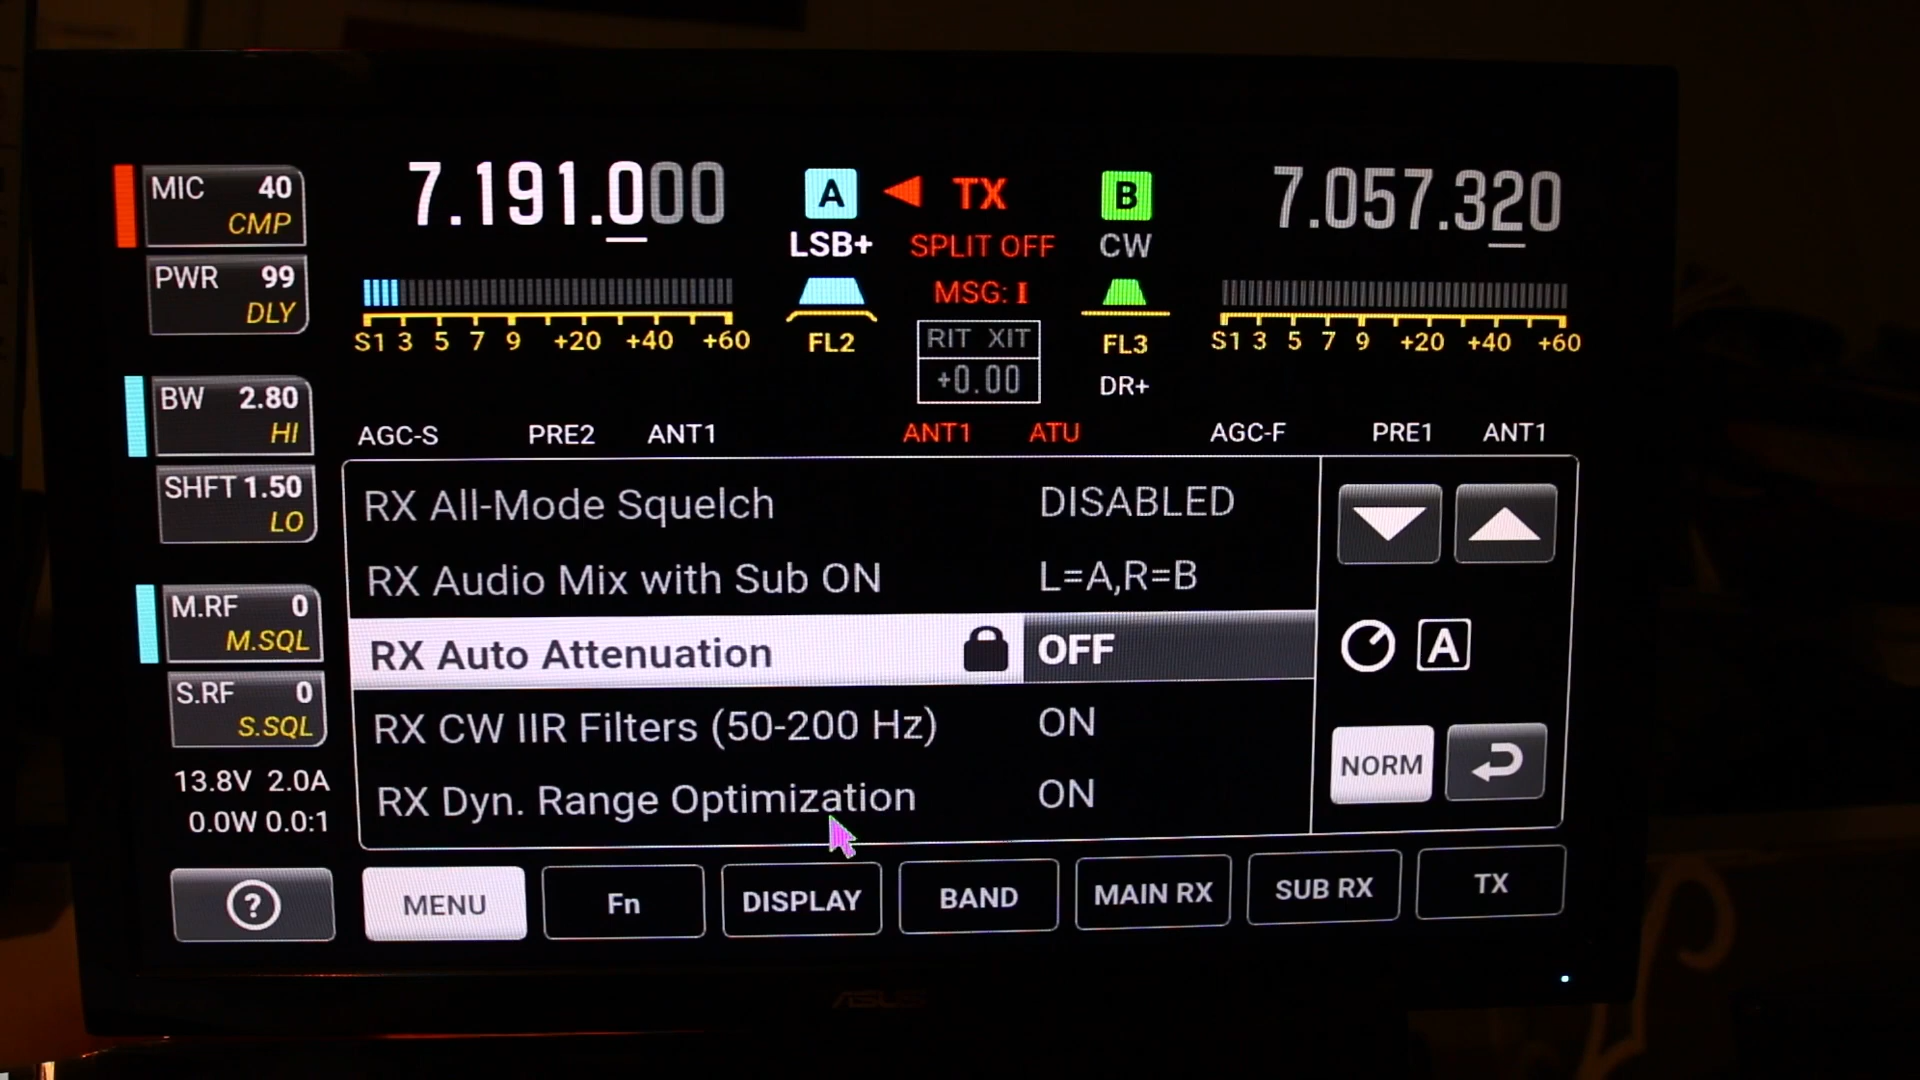 MIC 40
CMP
PWR 99
DLY
BW 2.80
HI
SHFT 1.50
LO
M.RF 0
M.SQL
S.RF 0
S.SQL
13.8V 2.0A
0.0W 0.0:1
7.191.000
A
TX
B
7.057.320
LSB+
SPLIT OFF
CW
MSG: I
S1 3 5 7 9 +20 +40 +60
FL2
RIT XIT
+0.00
FL3
DR+
S1 3 5 7 9 +20 +40 +60
AGC-S PRE2 ANT1
ANT1 ATU
AGC-F PRE1 ANT1
RX All-Mode Squelch DISABLED
RX Audio Mix with Sub ON L=A,R=B
RX Auto Attenuation OFF
RX CW IIR Filters (50-200 Hz) ON
RX Dyn. Range Optimization ON
A
NORM
? MENU Fn DISPLAY BAND MAIN RX SUB RX TX
ASUS